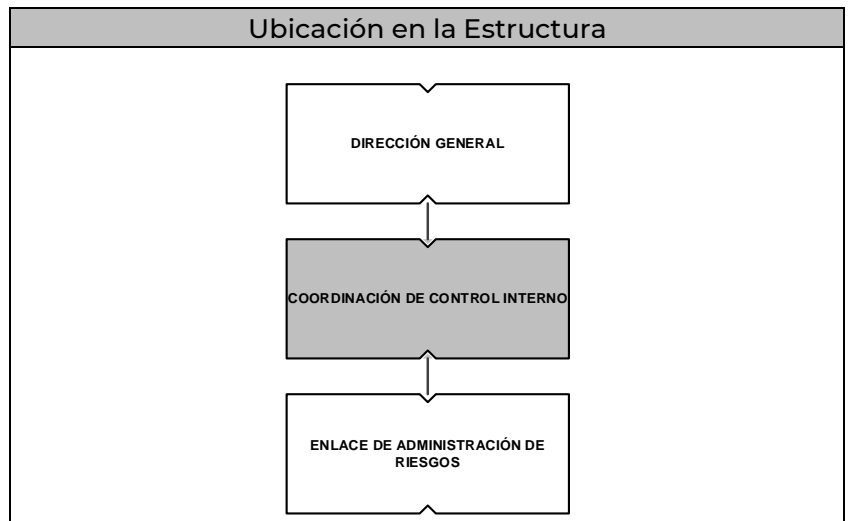 Ubicación en la Estructura
DIRECCIÓN GENERAL
COORDINACIÓN DE CONTROL INTERNO
ENLACE DE ADMINISTRACIÓN DE
RIESGOS